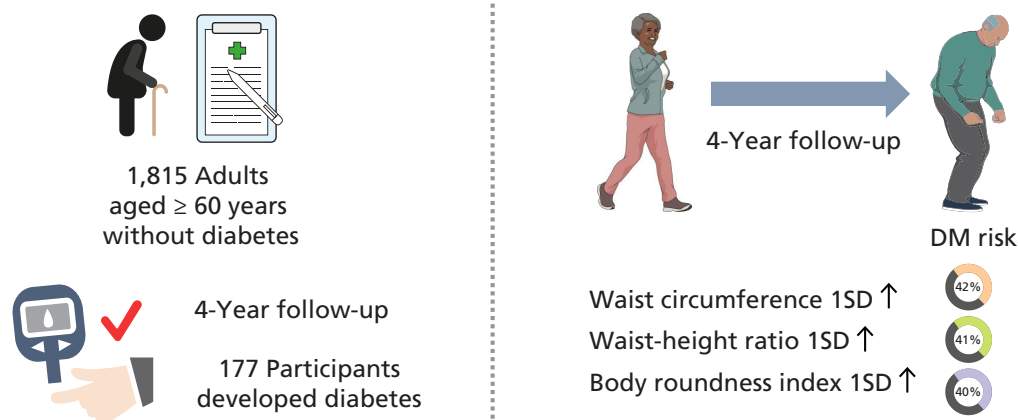 1,815 Adults
aged ≥ 60 years
without diabetes
4-Year follow-up
177 Participants
developed diabetes
4-Year follow-up
DM risk
Waist circumference 1SD ↑
42%
Waist-height ratio 1SD ↑
41%
Body roundness index 1SD ↑
40%